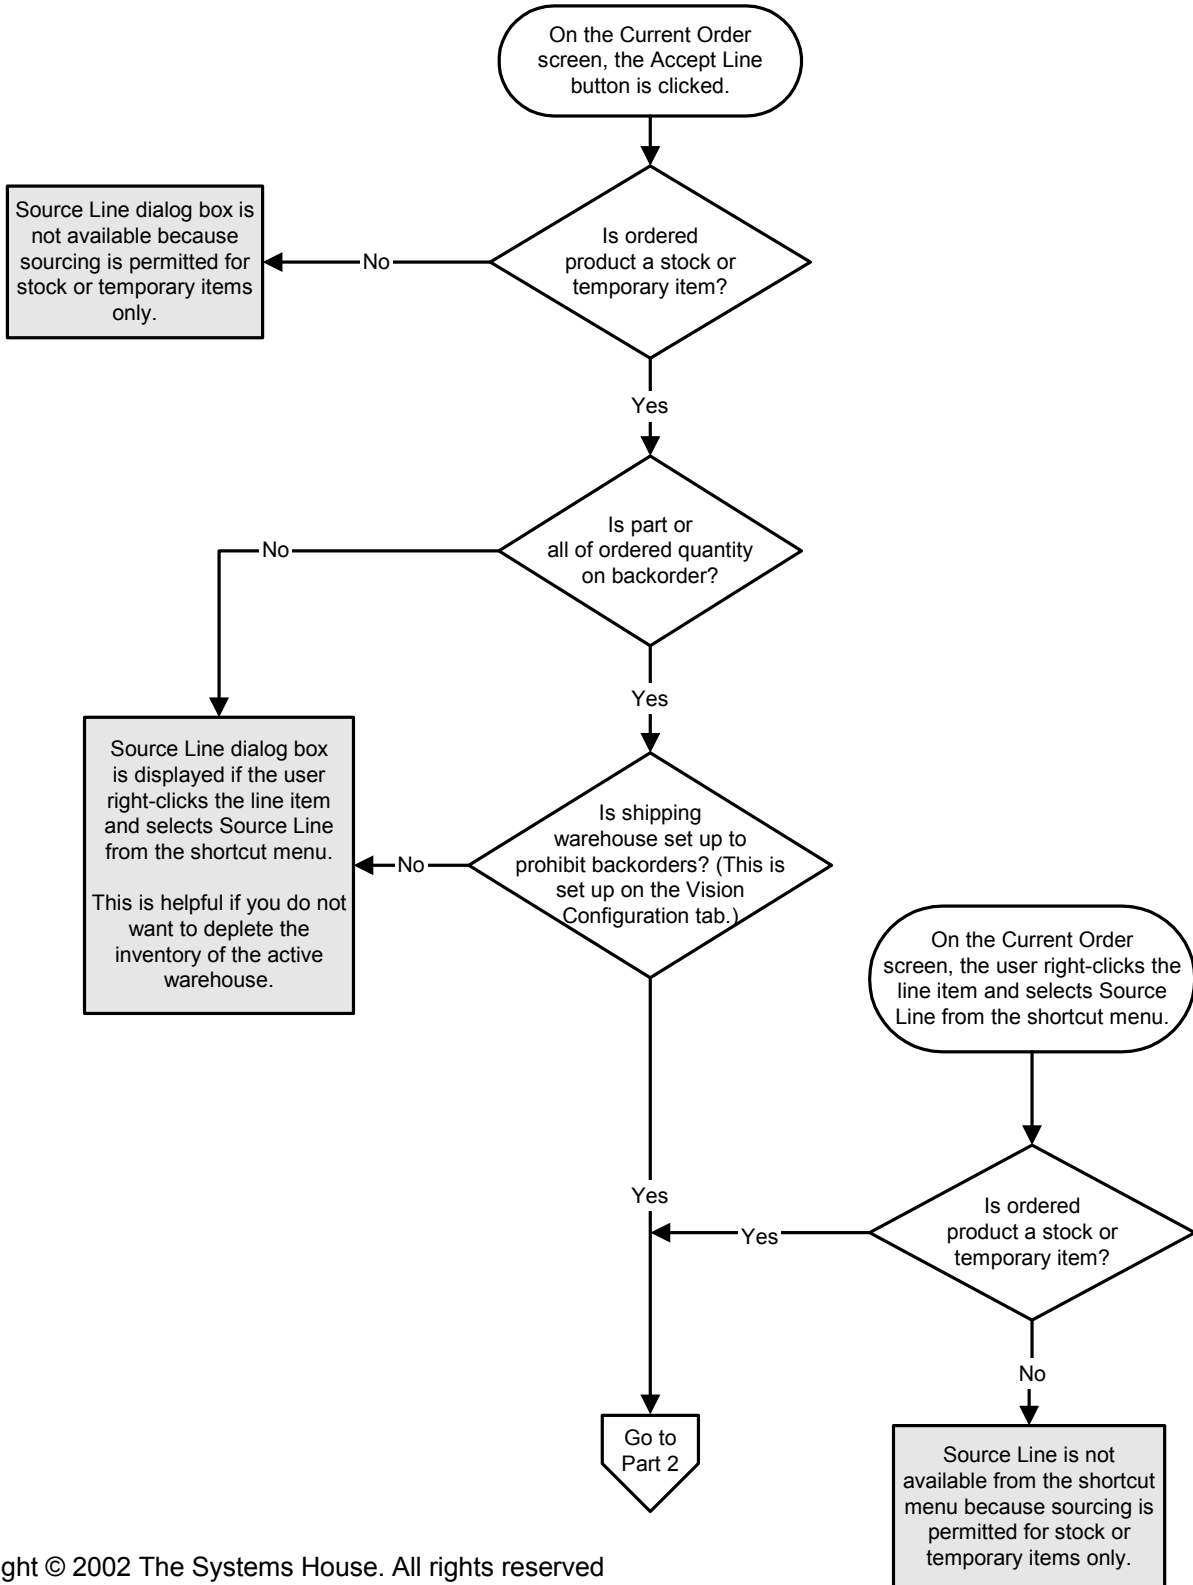 On the Current Order
screen, the Accept Line
button is clicked.
Source Line dialog box is
not available because
sourcing is permitted for
stock or temporary items
only.
No
Is ordered
product a stock or
temporary item?
Yes
Is part or
all of ordered quantity
on backorder?
No
Yes
Source Line dialog box
is displayed if the user
right-clicks the line item
and selects Source Line
from the shortcut menu.
This is helpful if you do not
want to deplete the
inventory of the active
warehouse.
No
Is shipping
warehouse set up to
prohibit backorders? (This is
set up on the Vision
Configuration tab.)
On the Current Order
screen, the user right-clicks the
line item and selects Source
Line from the shortcut menu.
Yes
Yes
Is ordered
product a stock or
temporary item?
No
Go to
Part 2
Source Line is not
available from the shortcut
menu because sourcing is
permitted for stock or
temporary items only.
ght © 2002 The Systems House. All rights reserved